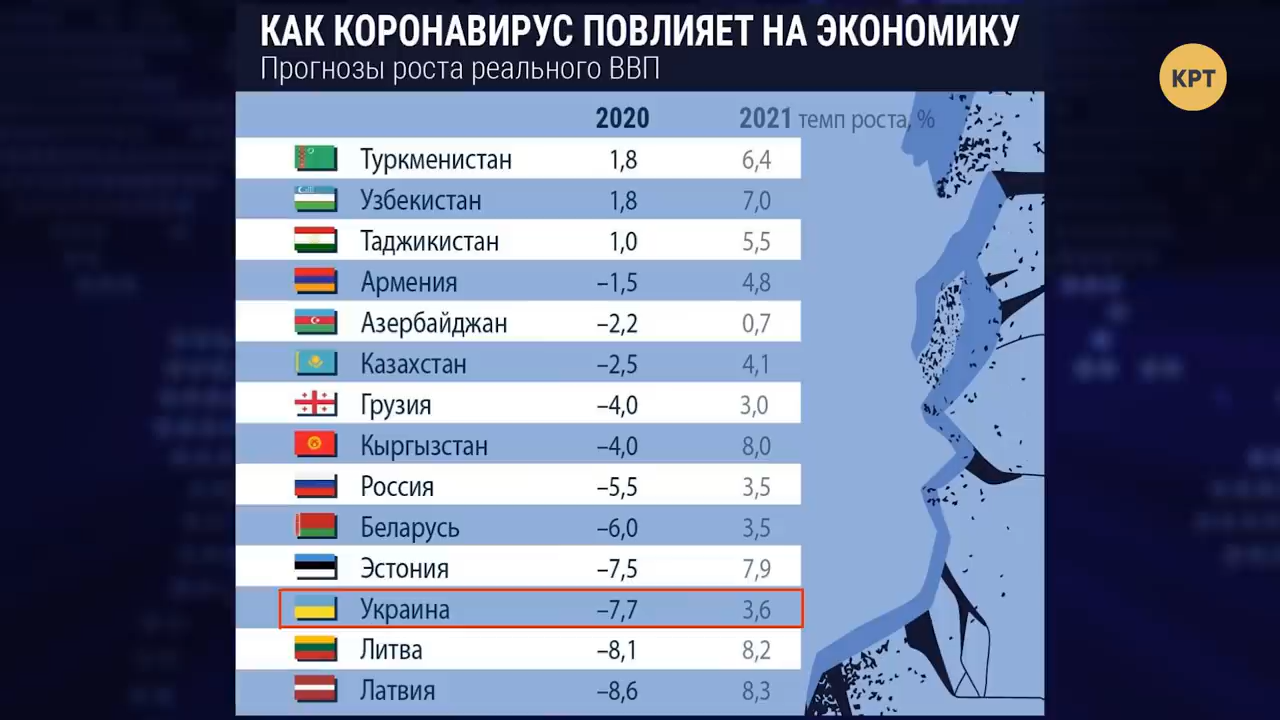 КАК КОРОНАВИРУС ПОВЛИЯЕТ НА ЭКОНОМИКУ
Прогнозы роста реального ВВП
КРТ
2020 2021 темп роста, %
Туркменистан 1,8 6,4
Узбекистан 1,8 7,0
Таджикистан 1,0 5,5
Армения –1,5 4,8
Азербайджан –2,2 0,7
Казахстан –2,5 4,1
Грузия –4,0 3,0
Кыргызстан –4,0 8,0
Россия –5,5 3,5
Беларусь –6,0 3,5
Эстония –7,5 7,9
Украина –7,7 3,6
Литва –8,1 8,2
Латвия –8,6 8,3